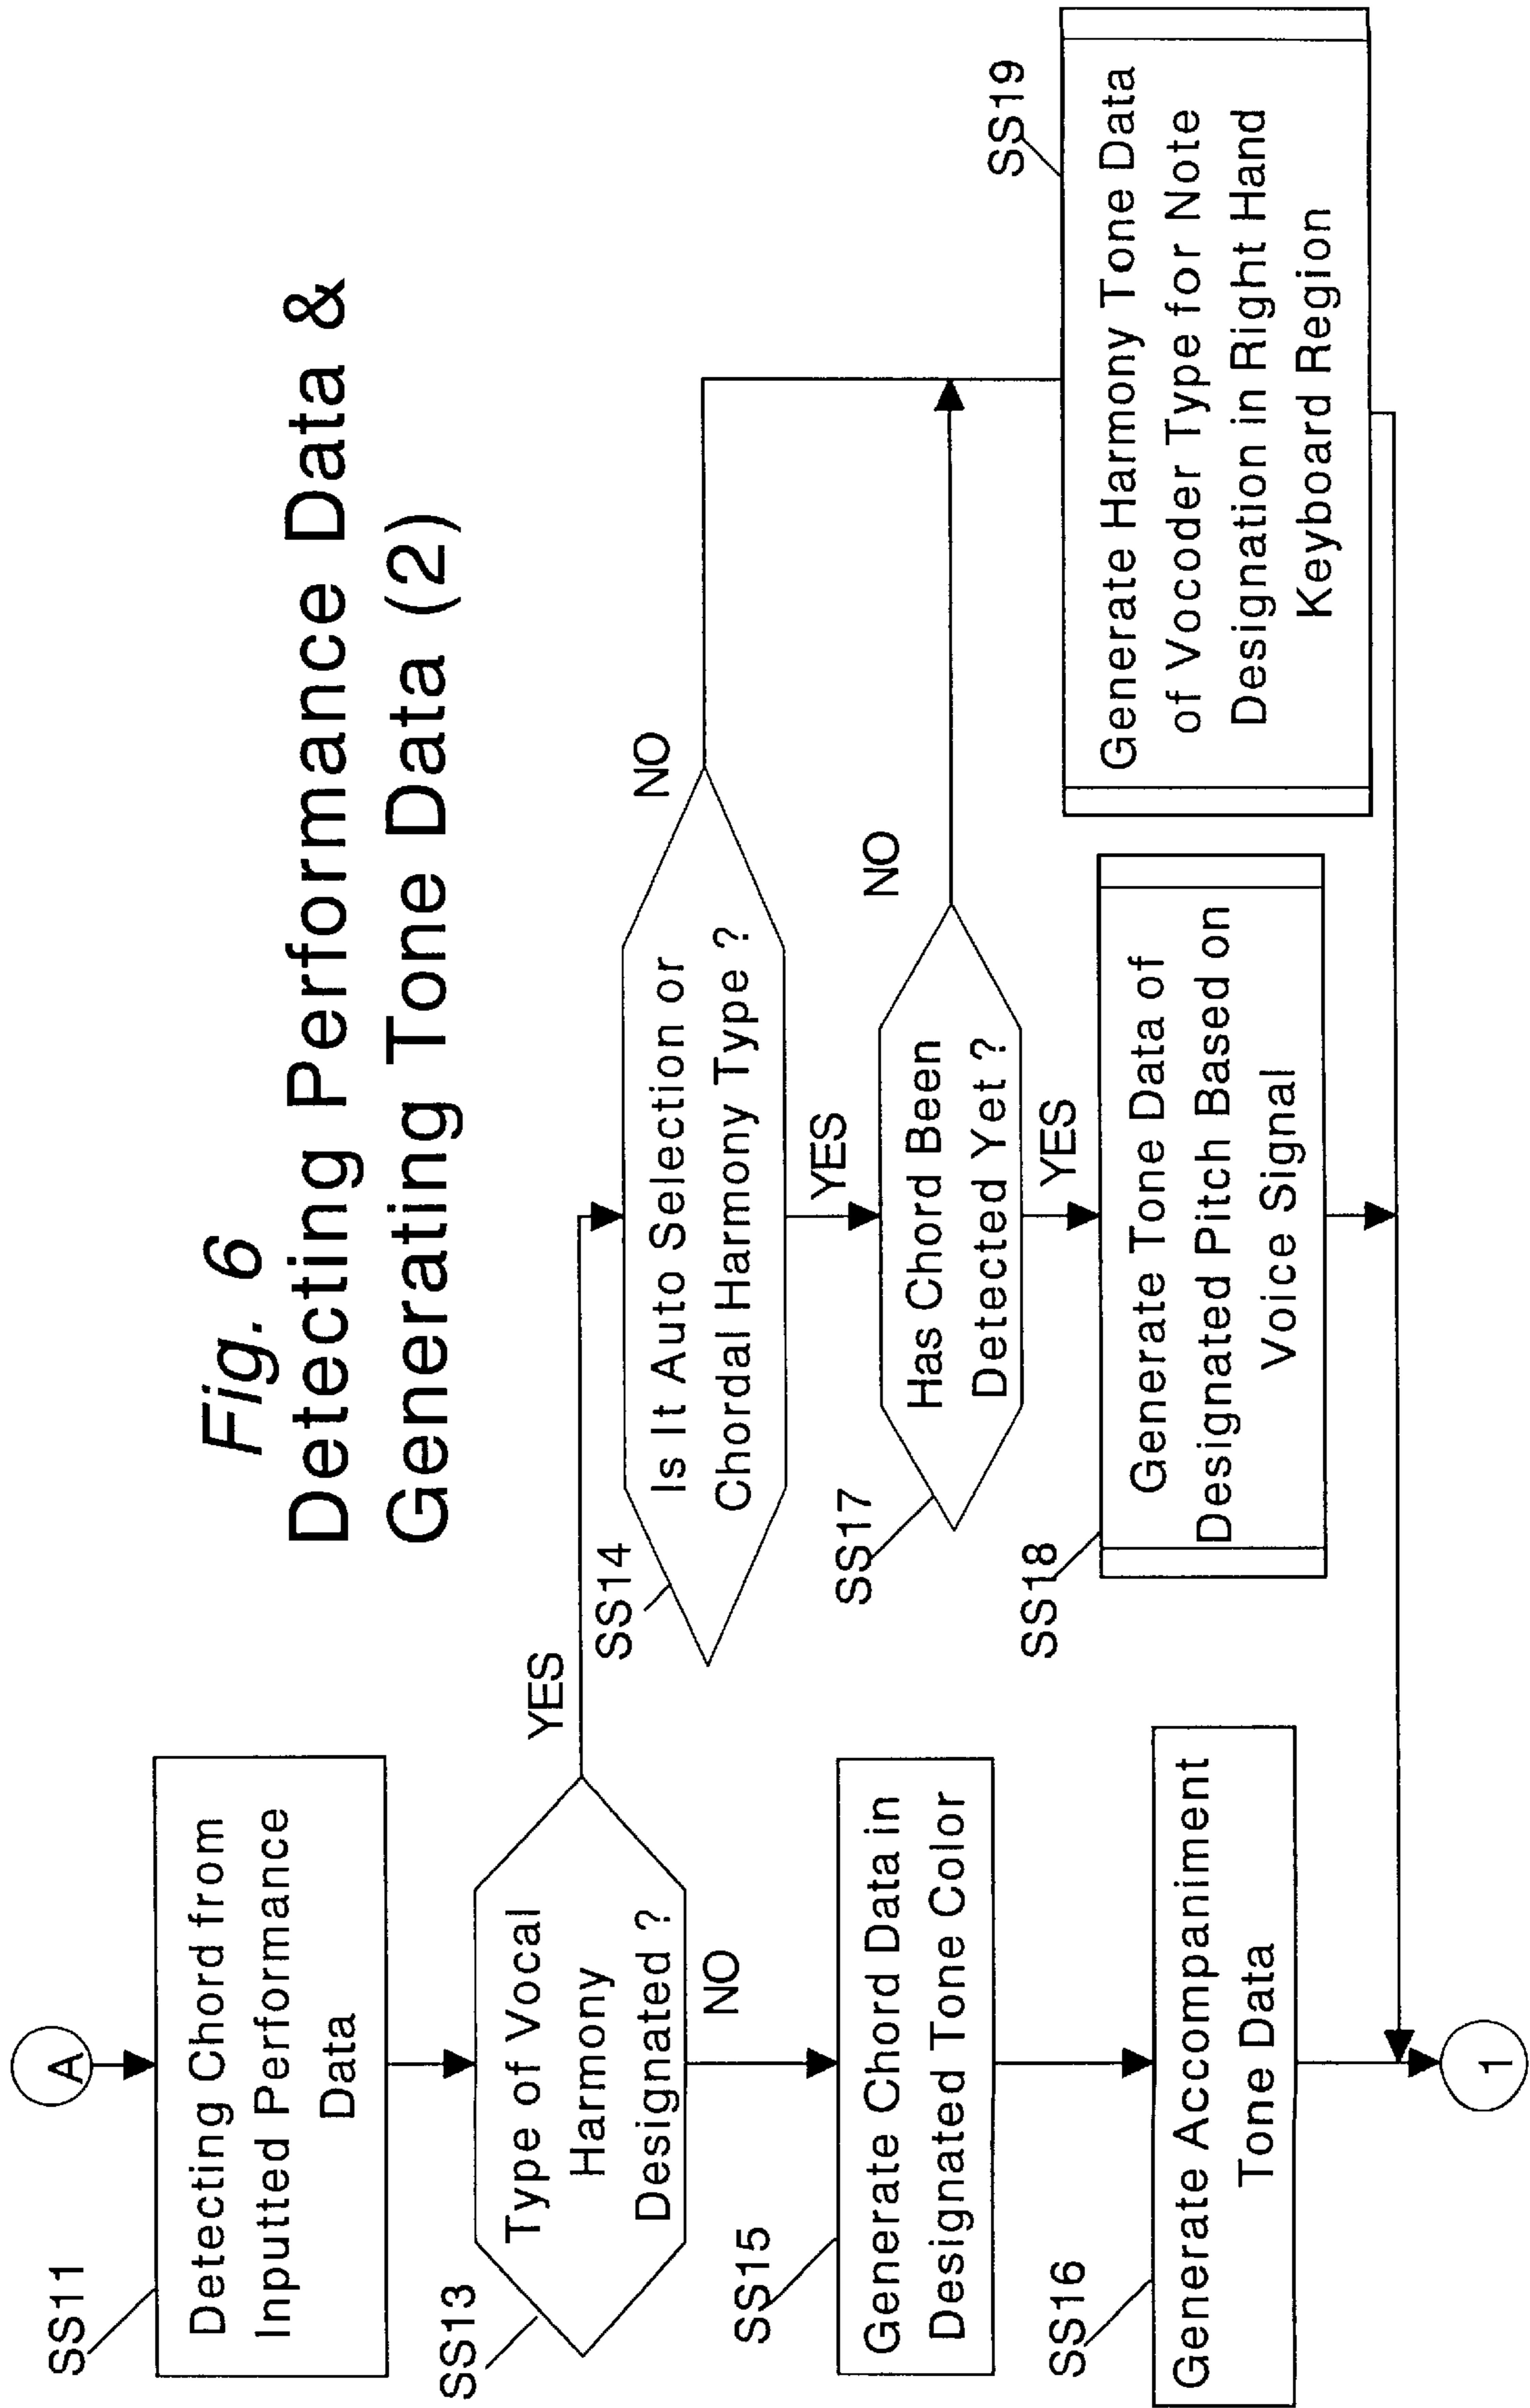 Fig. 6
Detecting Performance Data &
Generating Tone Data (2)
A
SS11
Detecting Chord from
Inputted Performance
Data
SS13
Type of Vocal
Harmony
Designated ?
YES
NO
SS14
Is It Auto Selection or
Chordal Harmony Type ?
NO
YES
SS15
Generate Chord Data in
Designated Tone Color
SS17
Has Chord Been
Detected Yet ?
NO
YES
SS16
Generate Accompaniment
Tone Data
SS18
Generate Tone Data of
Designated Pitch Based on
Voice Signal
SS19
Generate Harmony Tone Data
of Vocoder Type for Note
Designation in Right Hand
Keyboard Region
1